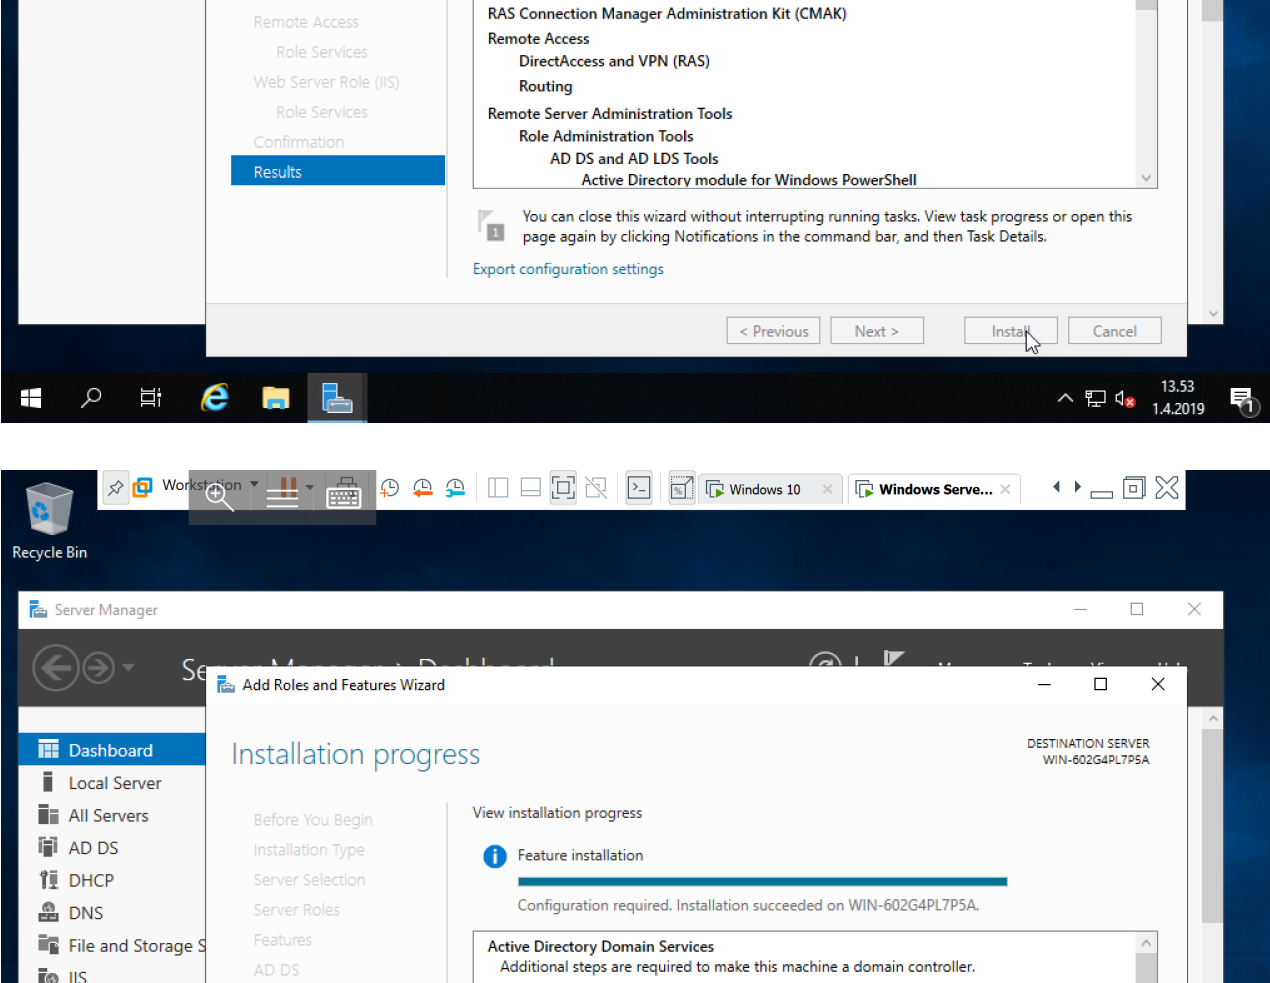 RAS Connection Manager Administration Kit (CMAK)
Remote Access
Remote Access
DirectAccess and VPN (RAS)
Role Services
Routing
Web Server Role (IIS)
Remote Server Administration Tools
Role Services
Role Administration Tools
Confirmation
AD DS and AD LDS Tools
Results
Active Directory module for Windows PowerShell
You can close this wizard without interrupting running tasks. View task progress or open this
1
page again by clicking Notifications in the command bar, and then Task Details.
Export configuration settings
< Previous
Next >
Install
Cancel
13.53
1.4.2019
1
Workstation
Windows 10
Windows Serve...
Recycle Bin
Server Manager
Server Manager
Dashboard
Add Roles and Features Wizard
Installation progress
DESTINATION SERVER
WIN-602G4PL7P5A
Dashboard
Local Server
All Servers
AD DS
DHCP
DNS
File and Storage S
IIS
Before You Begin
Installation Type
Server Selection
Server Roles
Features
AD DS
View installation progress
Feature installation
Configuration required. Installation succeeded on WIN-602G4PL7P5A.
Active Directory Domain Services
Additional steps are required to make this machine a domain controller.